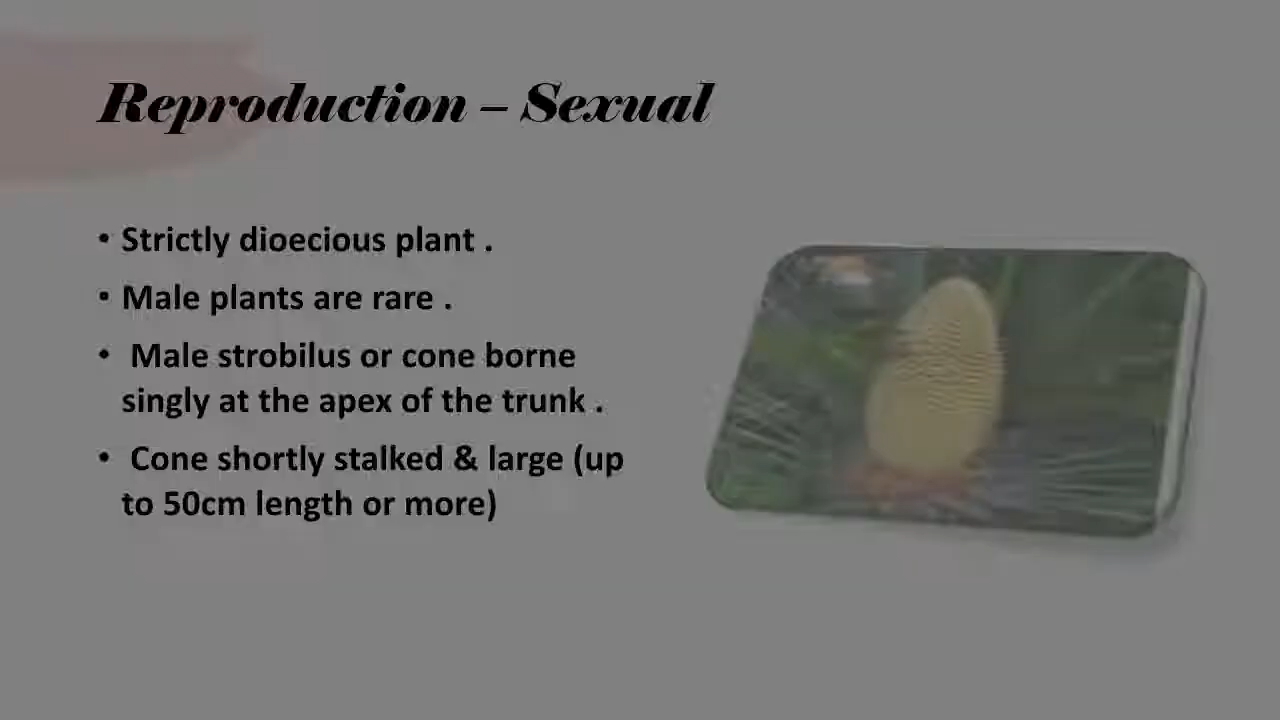 Reproduction – Sexual
• Strictly dioecious plant .
• Male plants are rare .
• Male strobilus or cone borne
singly at the apex of the trunk .
• Cone shortly stalked & large (up
to 50cm length or more)